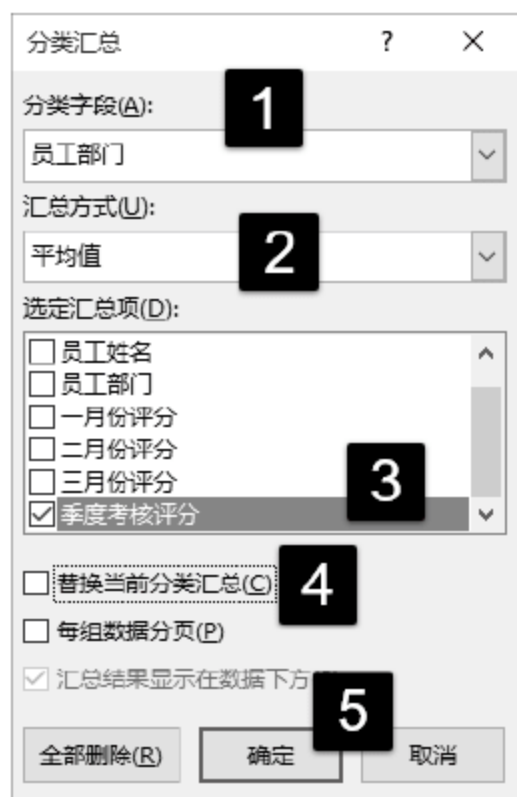 分类汇总 ? ×
分类字段(A):
1
员工部门
汇总方式(U):
2
平均值
选定汇总项(D):
员工姓名
员工部门
一月份评分
二月份评分
三月份评分
3
季度考核评分
替换当前分类汇总(C)
4
每组数据分页(P)
汇总结果显示在数据下方
5
全部删除(R) 确定 取消